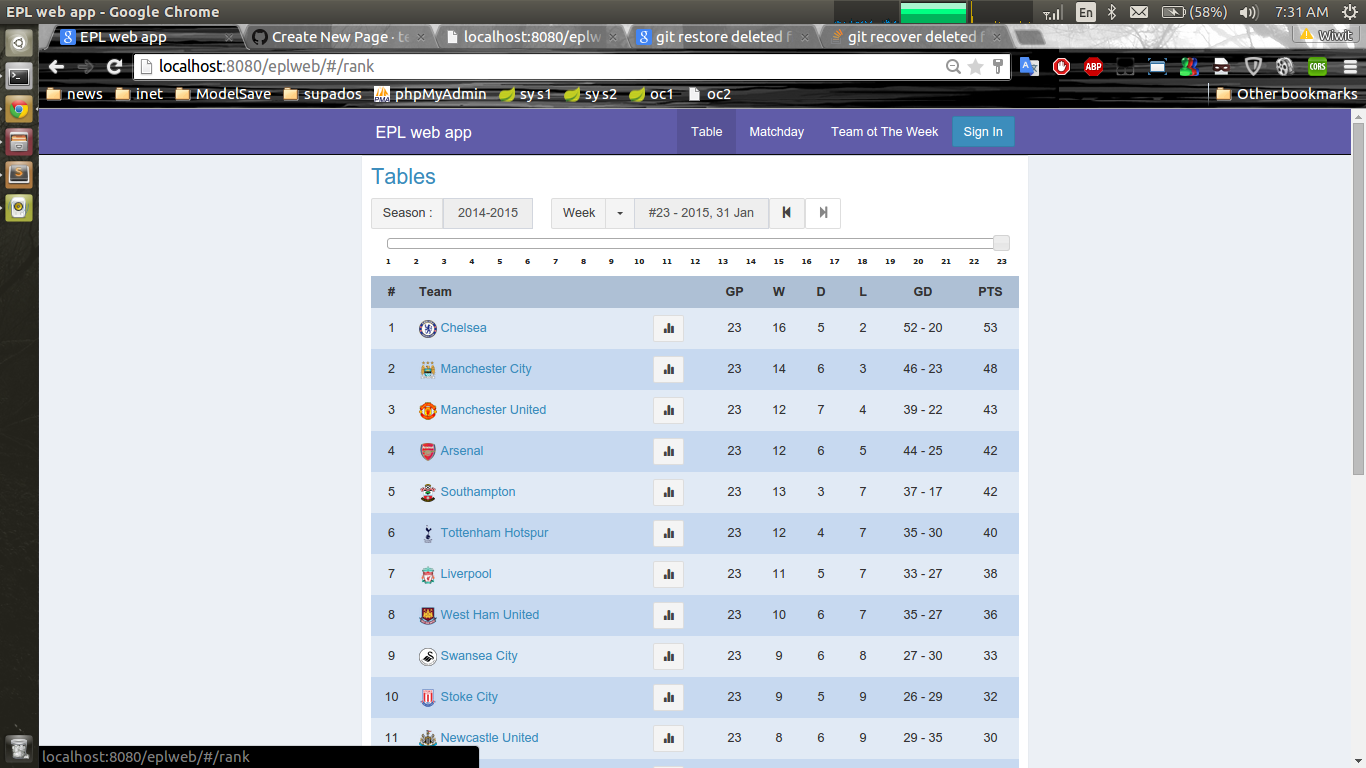 EPL web app - Google Chrome En (58%) 7:31 AM
EPL web app Create New Page · te localhost:8080/eplw git restore deleted f git recover deleted f Wiwit
localhost:8080/eplweb/#/rank ABP CORS
news inet ModelSave supados phpMyAdmin sys1 sys2 oc1 oc2 Other bookmarks
EPL web app Table Matchday Team of The Week Sign In
Tables
Season : 2014-2015 Week #23 - 2015, 31 Jan
1 2 3 4 5 6 7 8 9 10 11 12 13 14 15 16 17 18 19 20 21 22 23
# Team GP W D L GD PTS
1 Chelsea 23 16 5 2 52 - 20 53
2 Manchester City 23 14 6 3 46 - 23 48
3 Manchester United 23 12 7 4 39 - 22 43
4 Arsenal 23 12 6 5 44 - 25 42
5 Southampton 23 13 3 7 37 - 17 42
6 Tottenham Hotspur 23 12 4 7 35 - 30 40
7 Liverpool 23 11 5 7 33 - 27 38
8 West Ham United 23 10 6 7 35 - 27 36
9 Swansea City 23 9 6 8 27 - 30 33
10 Stoke City 23 9 5 9 26 - 29 32
11 Newcastle United 23 8 6 9 29 - 35 30
localhost:8080/eplweb/#/rank